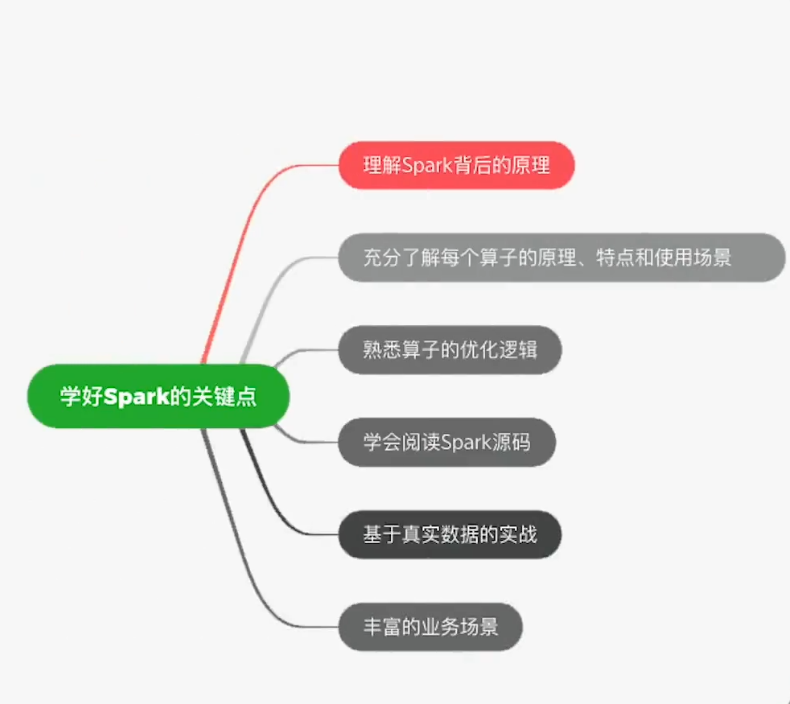 理解Spark背后的原理
充分了解每个算子的原理、特点和使用场景
熟悉算子的优化逻辑
学好Spark的关键点
学会阅读Spark源码
基于真实数据的实战
丰富的业务场景